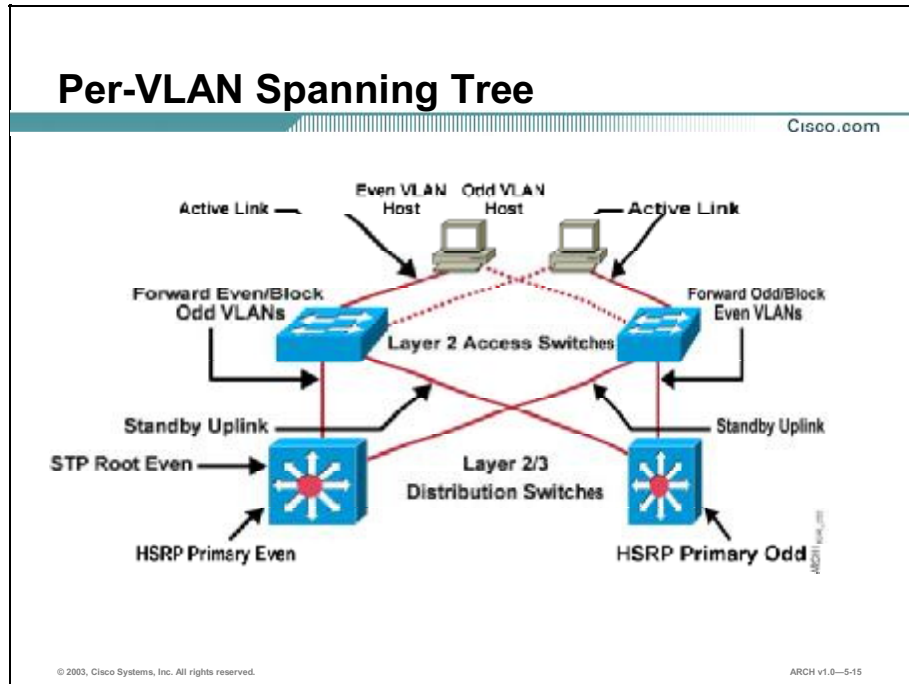 Per-VLAN Spanning Tree
Cisco.com
Even VLAN Odd VLAN
Host Host
Active Link
Active Link
Forward Even/Block
Odd VLANs
Forward Odd/Block
Even VLANs
Layer 2 Access Switches
Standby Uplink
Standby Uplink
STP Root Even
Layer 2/3
Distribution Switches
HSRP Primary Even
HSRP Primary Odd
© 2003, Cisco Systems, Inc. All rights reserved.
ARCH v1.0—5-15